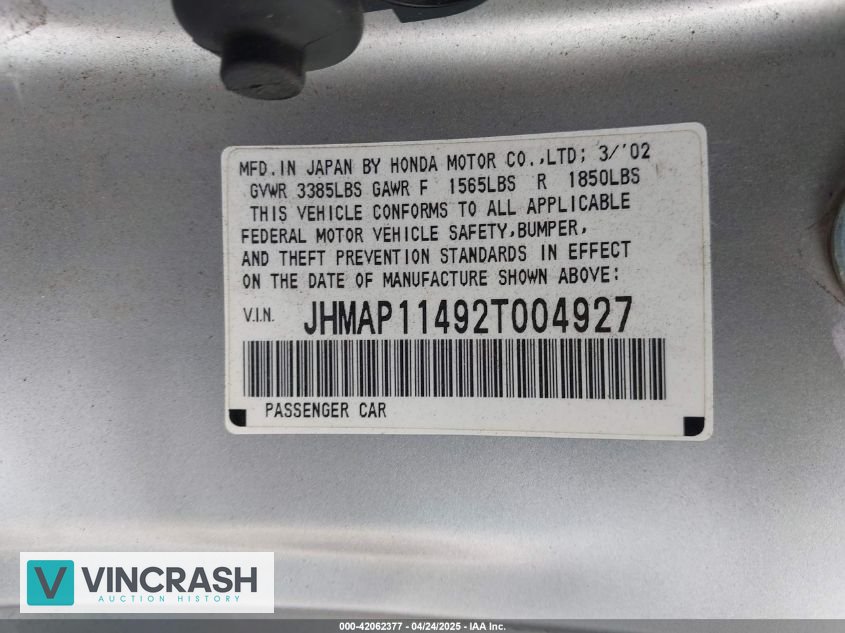 MFD.IN JAPAN BY HONDA MOTOR CO.,LTD; 3/'02
GVWR 3385LBS GAWR F 1565LBS R 1850LBS
THIS VEHICLE CONFORMS TO ALL APPLICABLE
FEDERAL MOTOR VEHICLE SAFETY,BUMPER,
AND THEFT PREVENTION STANDARDS IN EFFECT
ON THE DATE OF MANUFACTURE SHOWN ABOVE:
V.I.N. JHMAP11492T004927
PASSENGER CAR
VINCRASH
AUCTION HISTORY
000-42062377 - 04/24/2025 - IAA Inc.